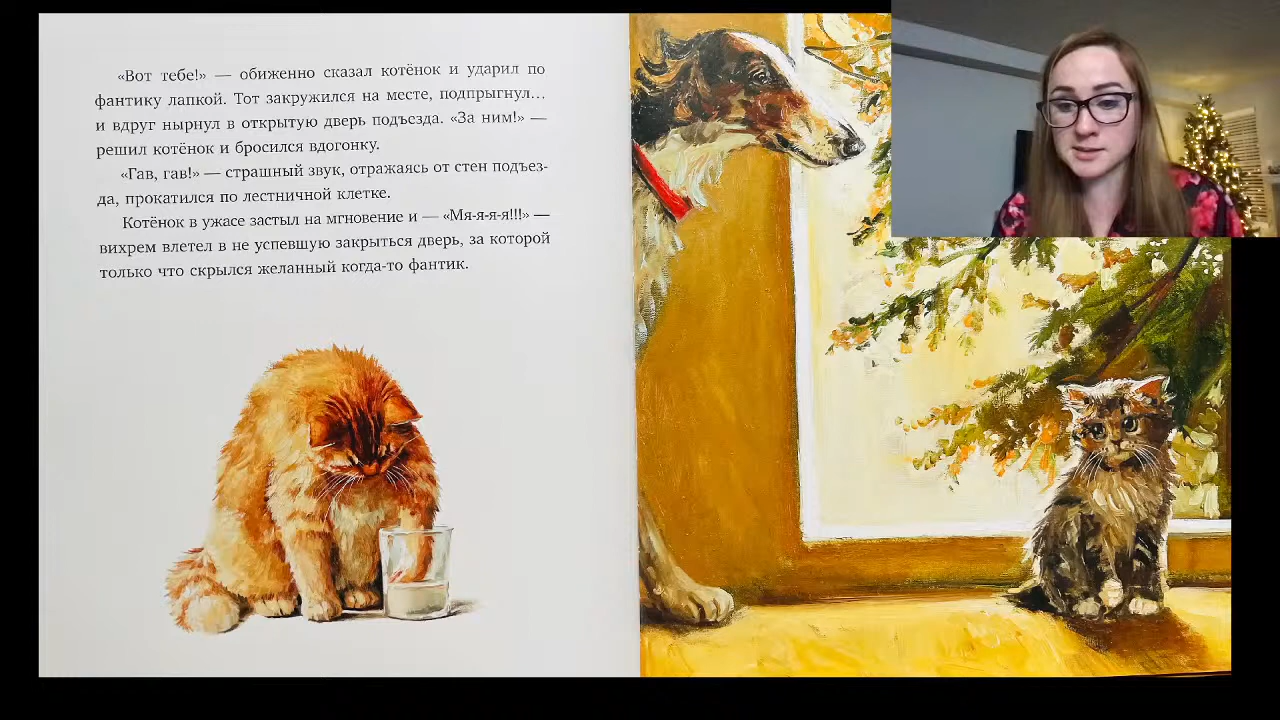 «Вот тебе!» — обиженно сказал котёнок и ударил по
фантику лапкой. Тот закружился на месте, подпрыгнул...
и вдруг нырнул в открытую дверь подъезда. «За ним!» —
решил котёнок и бросился вдогонку.
«Гав, гав!» — страшный звук, отражаясь от стен подъез-
да, прокатился по лестничной клетке.
Котёнок в ужасе застыл на мгновение и — «Мя-я-я-я!!!» —
вихрем влетел в не успевшую закрыться дверь, за которой
только что скрылся желанный когда-то фантик.